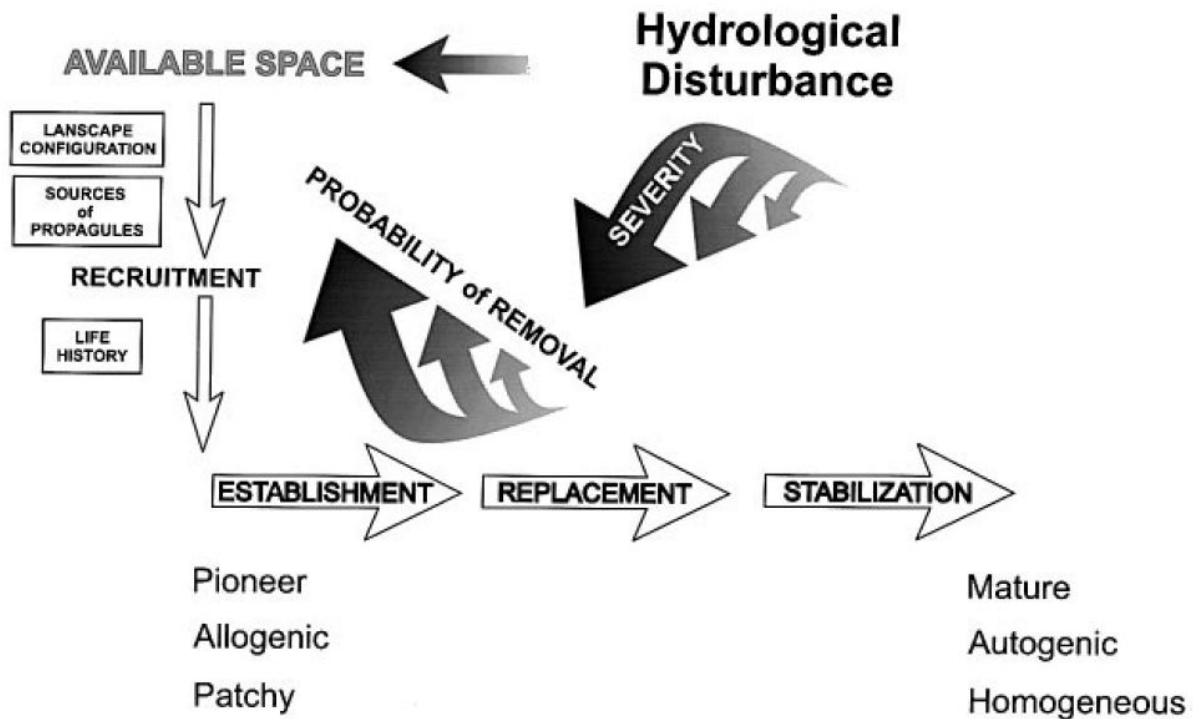 Hydrological
Disturbance
AVAILABLE SPACE
LANSCAPE
CONFIGURATION
SOURCES
of
PROPAGULES
RECRUITMENT
LIFE
HISTORY
SEVERITY
PROBABILITY of REMOVAL
ESTABLISHMENT
REPLACEMENT
STABILIZATION
Pioneer
Allogenic
Patchy
Mature
Autogenic
Homogeneous